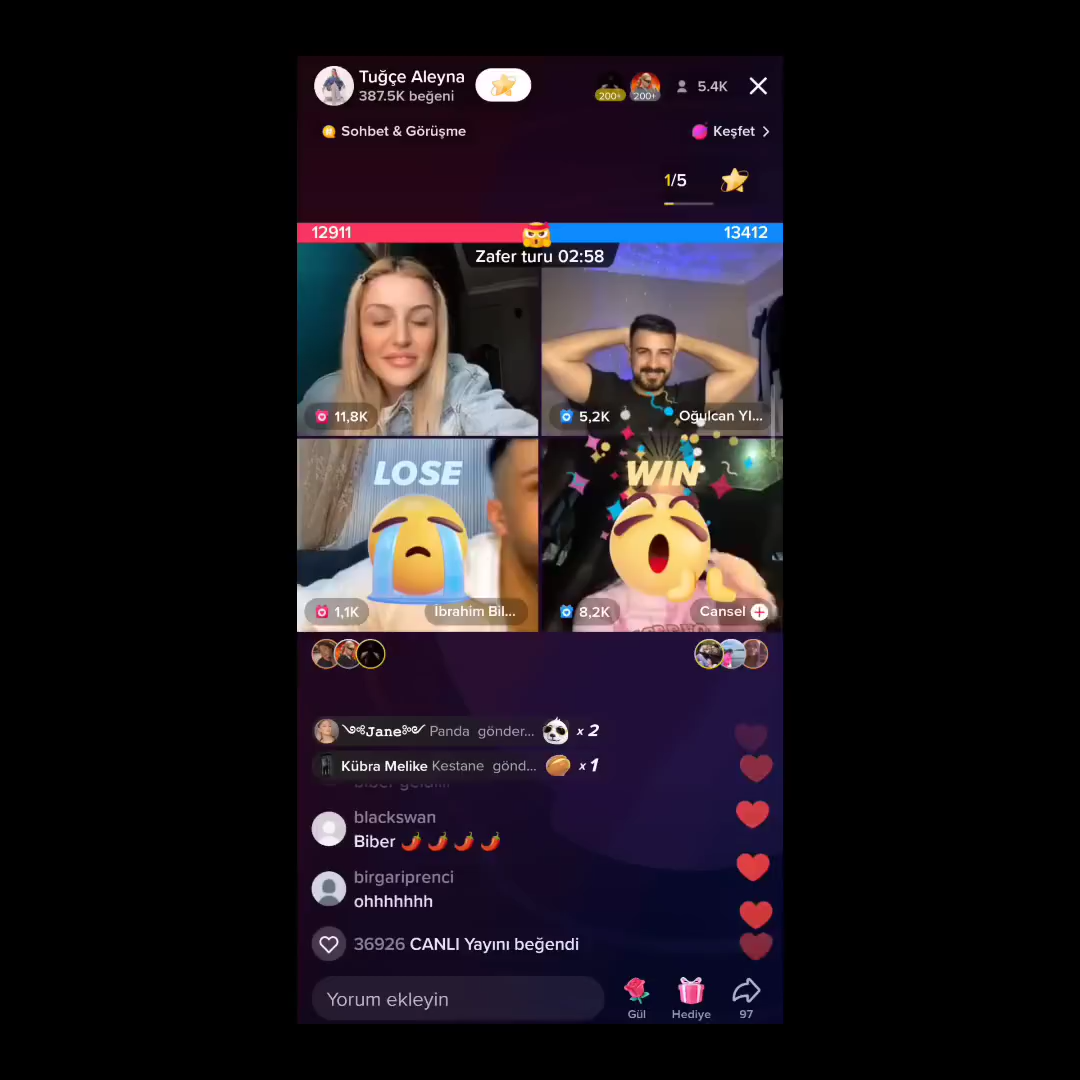 Tuğçe Aleyna
387.5K beğeni
200+
200+
5.4K
Sohbet & Görüşme
Keşfet
1/5
12911
13412
Zafer turu 02:58
11,8K
5,2K
Oğulcan Yl...
LOSE
WIN
1,1K
Ibrahim Bil...
8,2K
Cansel
༺Jane༻ Panda gönder... x 2
Kübra Melike Kestane gönd... x 1
blackswan
Biber 🌶️ 🌶️ 🌶️ 🌶️
birgariprenci
ohhhhhhh
36926 CANLI Yayını beğendi
Yorum ekleyin
Gül
Hediye
97